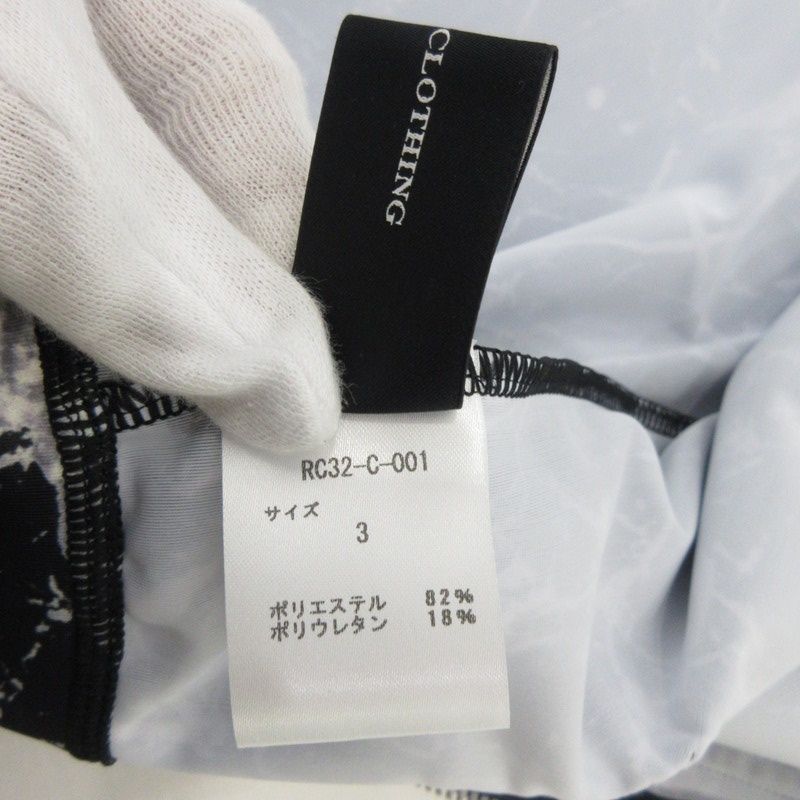 CLOTHING
RC32-C-001
サイズ
3
ポリエステル 82%
ポリウレタン 18%